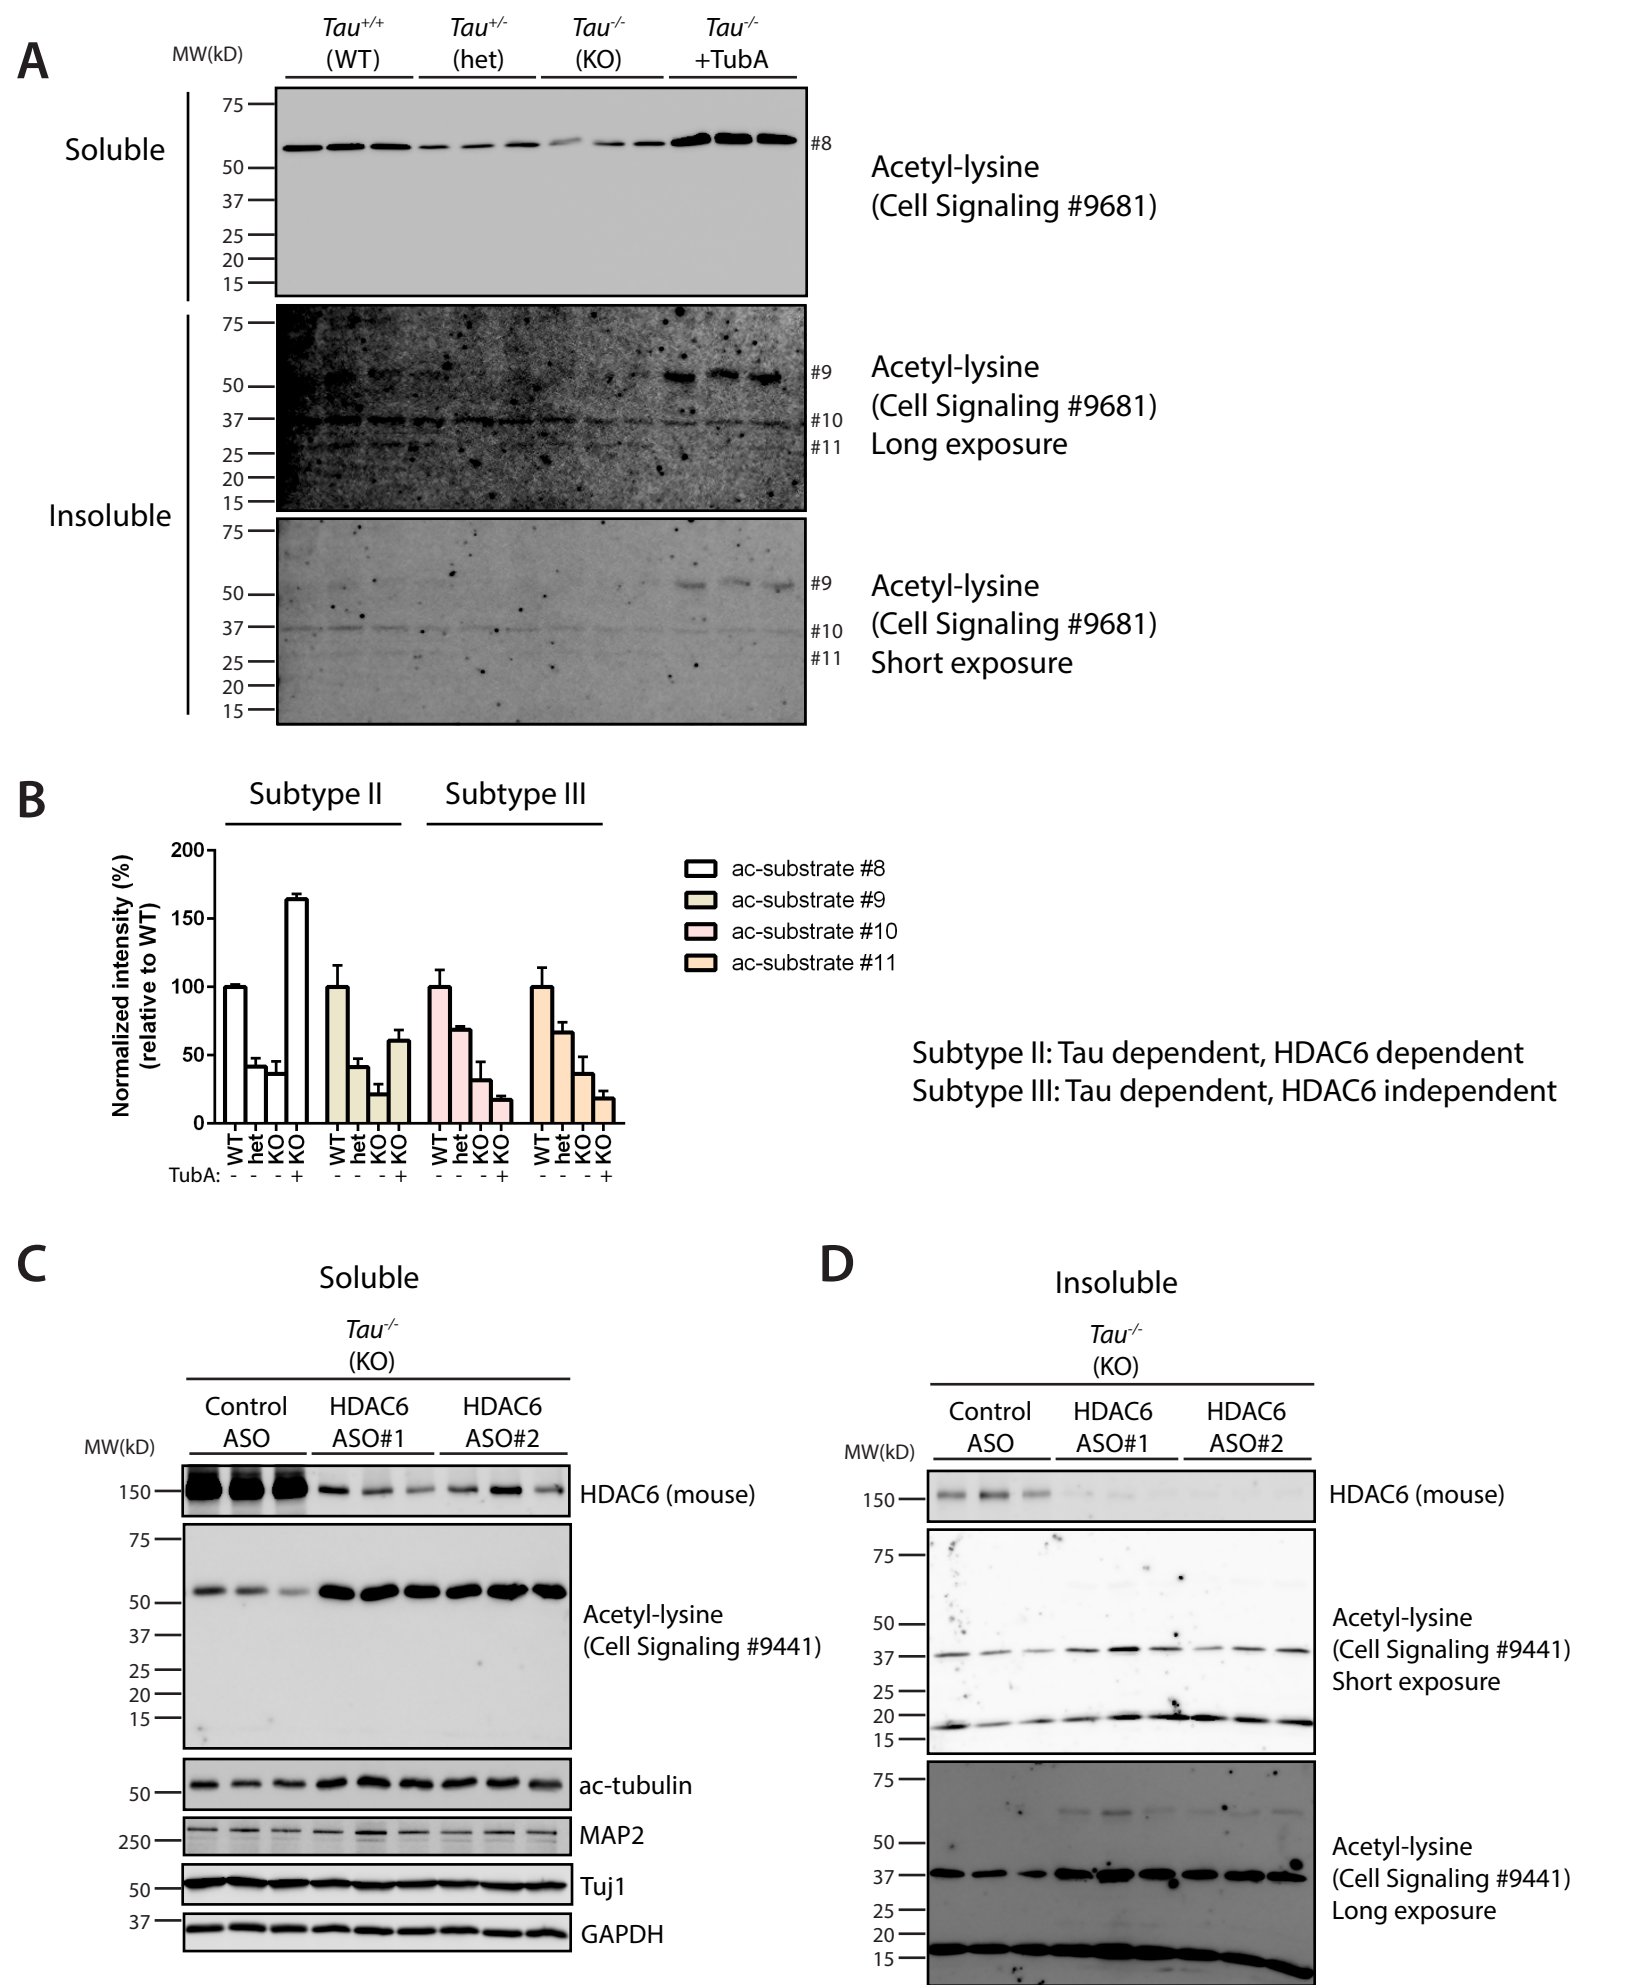 A
MW(kD)
Tau+/+
(WT)
Tau+/-
(het)
Tau-/-
(KO)
Tau-/-
+TubA
Soluble
75
50
37
25
20
15
#8
Acetyl-lysine
(Cell Signaling #9681)
Insoluble
75
50
37
25
20
15
#9
#10
#11
Acetyl-lysine
(Cell Signaling #9681)
Long exposure
75
50
37
25
20
15
#9
#10
#11
Acetyl-lysine
(Cell Signaling #9681)
Short exposure
B
Subtype II
Subtype III
Normalized intensity (%)
(relative to WT)
200
150
100
50
0
WT het KO KO WT het KO KO WT het KO KO WT het KO KO
TubA: - - - + - - - + - - - + - - - +
ac-substrate #8
ac-substrate #9
ac-substrate #10
ac-substrate #11
Subtype II: Tau dependent, HDAC6 dependent
Subtype III: Tau dependent, HDAC6 independent
C
Soluble
Tau-/-
(KO)
Control
ASO
HDAC6
ASO#1
HDAC6
ASO#2
MW(kD)
150
HDAC6 (mouse)
75
50
37
25
20
15
Acetyl-lysine
(Cell Signaling #9441)
50
ac-tubulin
250
MAP2
50
Tuj1
37
GAPDH
D
Insoluble
Tau-/-
(KO)
Control
ASO
HDAC6
ASO#1
HDAC6
ASO#2
MW(kD)
150
HDAC6 (mouse)
75
50
37
25
20
15
Acetyl-lysine
(Cell Signaling #9441)
Short exposure
75
50
37
25
20
15
Acetyl-lysine
(Cell Signaling #9441)
Long exposure